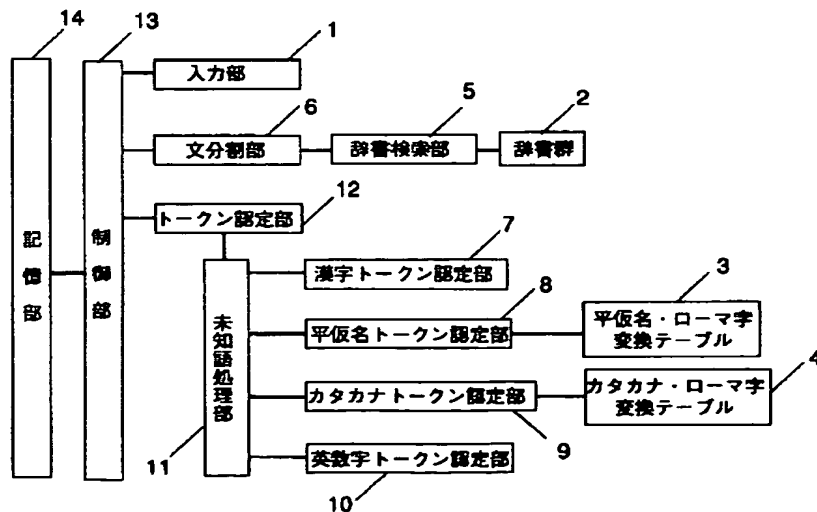 14
13
1
入力部
6
5
2
文分割部
辞書検索部
辞書群
12
トークン認定部
7
漢字トークン認定部
8
3
平仮名トークン認定部
平仮名・ローマ字
変換テーブル
カタカナトークン認定部
カタカナ・ローマ字
変換テーブル
4
9
英数字トークン認定部
10
11
未知語処理部
制御部
記憶部